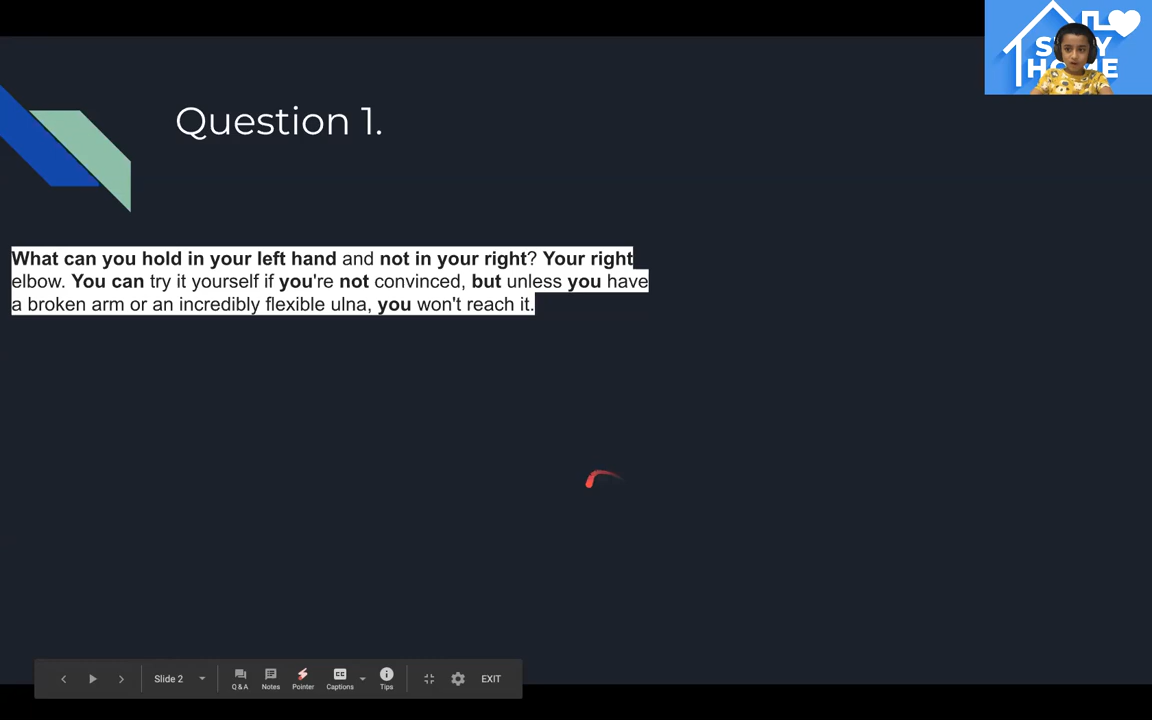 Question 1.
What can you hold in your left hand and not in your right? Your right
elbow. You can try it yourself if you're not convinced, but unless you have
a broken arm or an incredibly flexible ulna, you won't reach it.
Slide 2
Q & A
Notes
Pointer
CC
Captions
Tips
EXIT